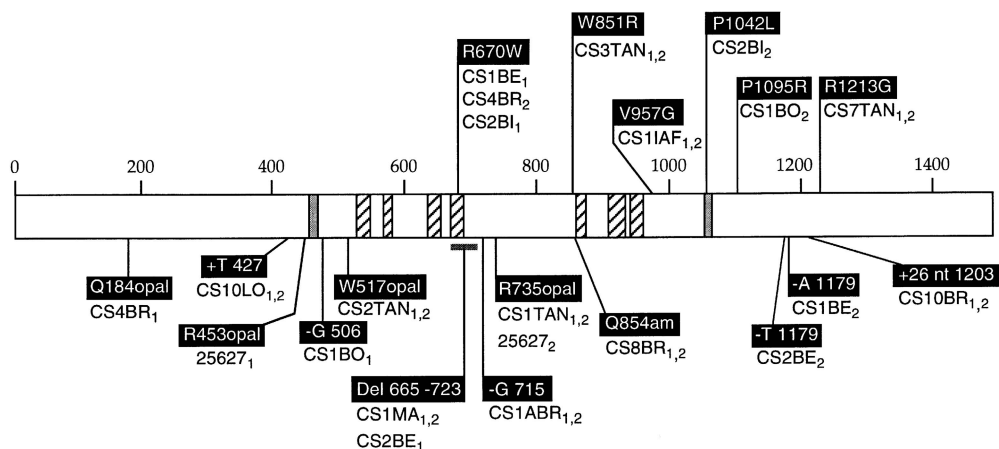 W851R
CS3TAN1,2
P1042L
CS2BI2
R670W
CS1BE1
CS4BR2
CS2BI1
V957G
CS1IAF1,2
P1095R
CS1BO2
R1213G
CS7TAN1,2
0 200 400 600 800 1000 1200 1400
Q184opal
CS4BR1
+T 427
CS10LO1,2
R453opal
256271
-G 506
CS1BO1
W517opal
CS2TAN1,2
Del 665 -723
CS1MA1,2
CS2BE1
-G 715
CS1ABR1,2
R735opal
CS1TAN1,2
256272
Q854am
CS8BR1,2
-T 1179
CS2BE2
-A 1179
CS1BE2
+26 nt 1203
CS10BR1,2